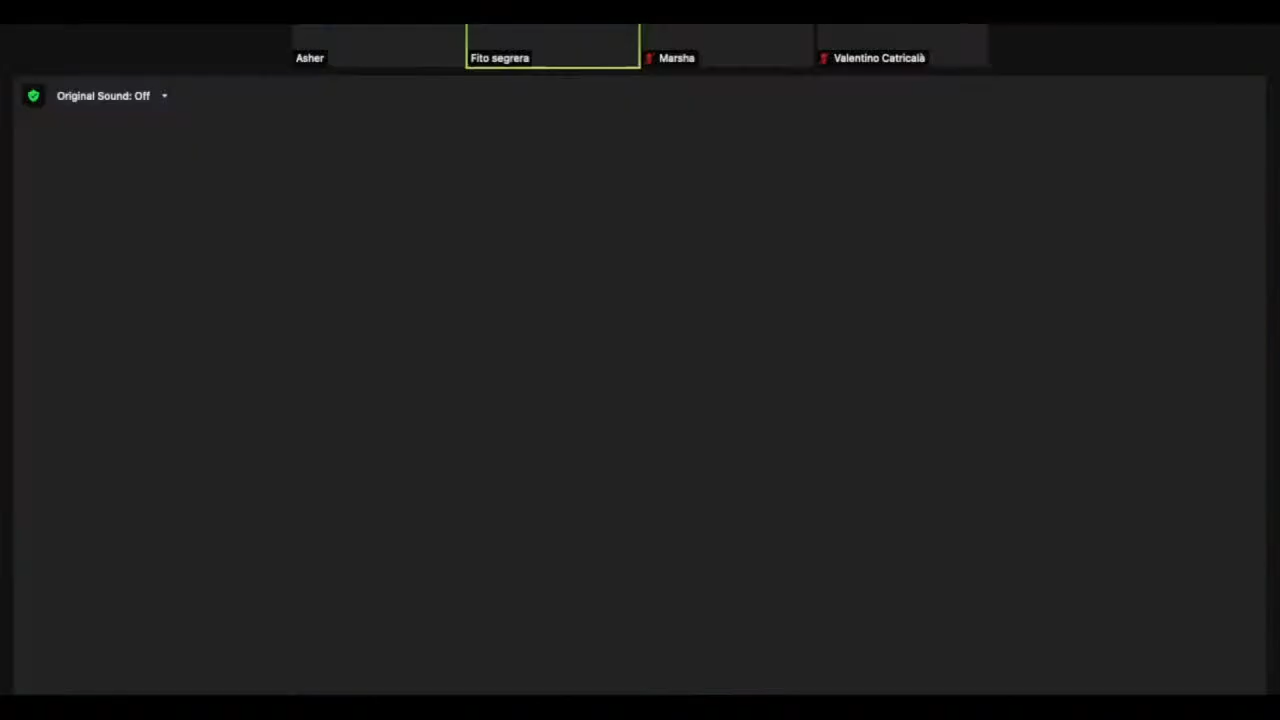 Asher
Fito segrera
Marsha
Valentino Catricalà
Original Sound: Off